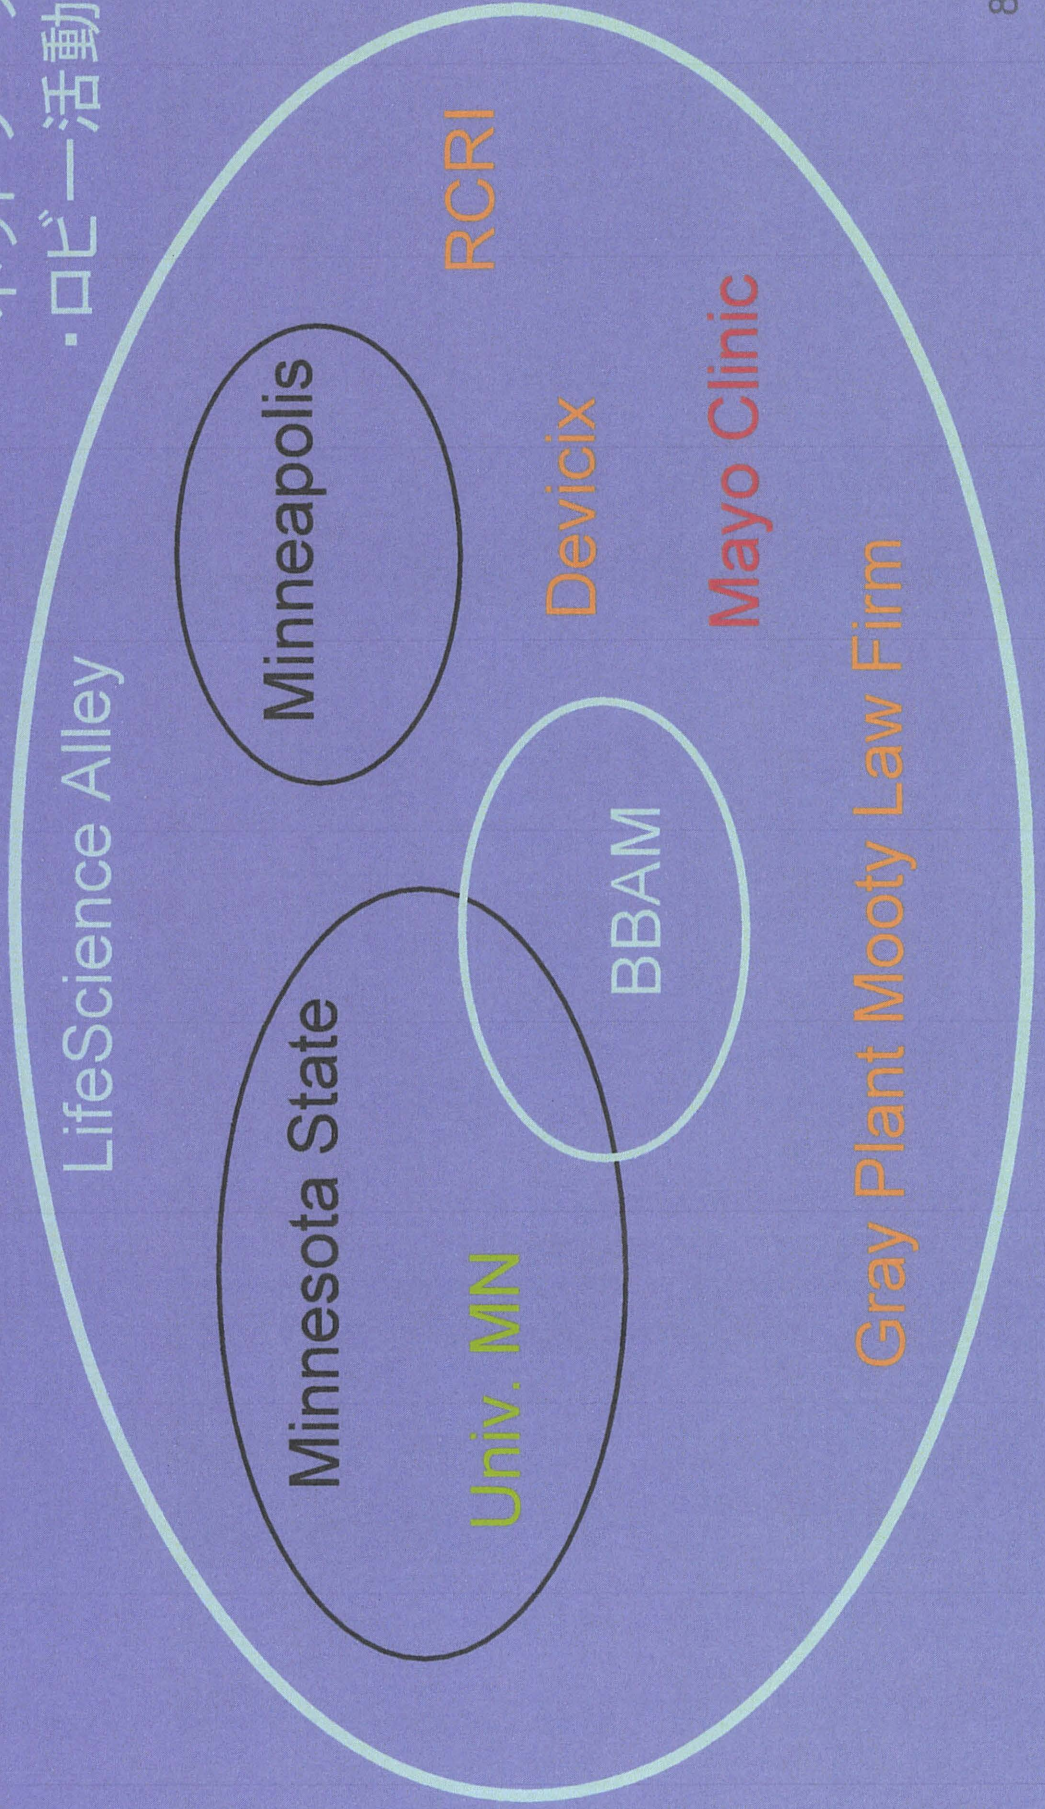 ・ロビー活動
LifeScience Alley
Minneapolis
Minnesota State
RCRI
Univ. MN
Devicix
BBAM
Mayo Clinic
Gray Plant Mooty Law Firm
8